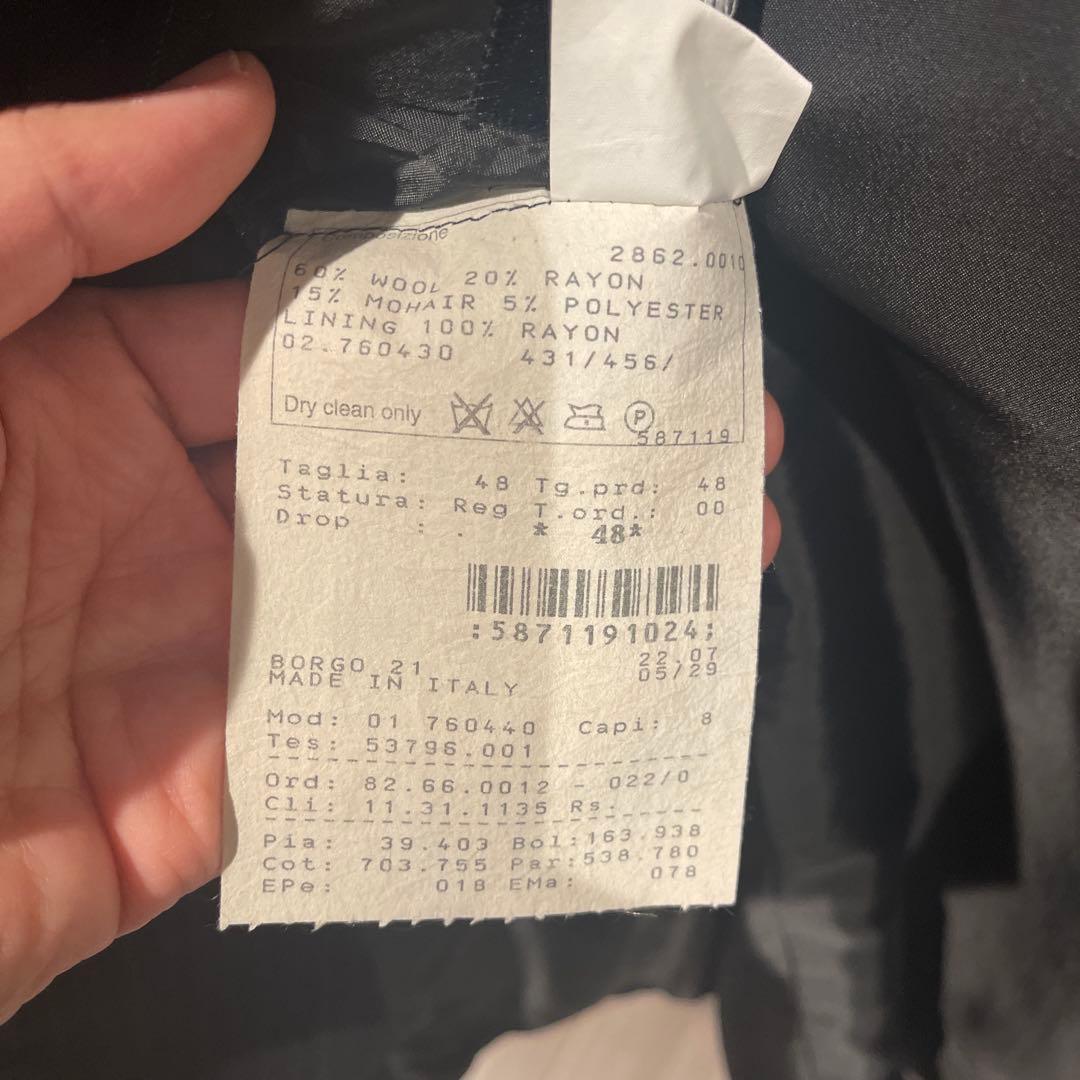 composizione
2862.0010
60% WOOL 20% RAYON
15% MOHAIR 5% POLYESTER
LINING 100% RAYON
02.760430 431/456/
Dry clean only P
587119
Taglia: 48 Tg.prd: 48
Statura: Reg T.ord.: 00
Drop : . * 48*
:5871191024;
BORGO 21 22.07
MADE IN ITALY 05/29
Mod: 01 760440 Capi: 8
Tes: 53796.001
Ord: 82.66.0012 - 022/0
Cli: 11.31.1135 Rs.
Pia: 39.403 Bol:163.938
Cot: 703.755 Par:538.780
EPe: 018 EMa: 078